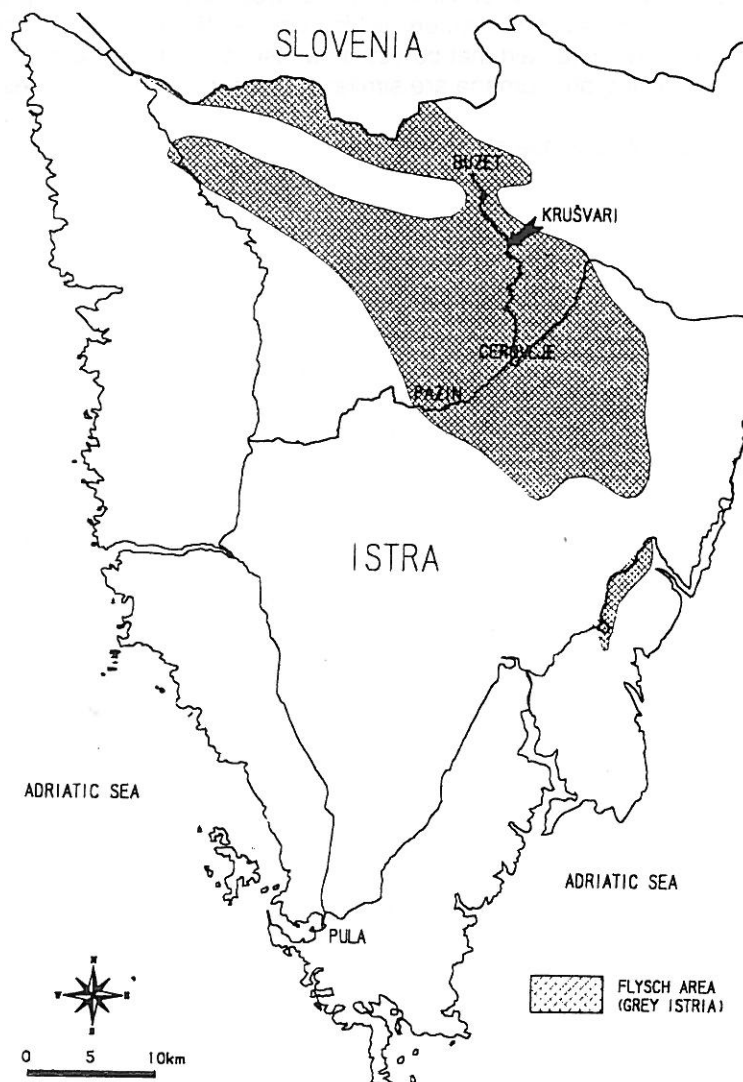 SLOVENIA
BUZET
KRUŠVARI
CEROVLJE
PAZIN
ISTRA
ADRIATIC SEA
ADRIATIC SEA
PULA
FLYSCH AREA
(GREY ISTRIA)
0 5 10km